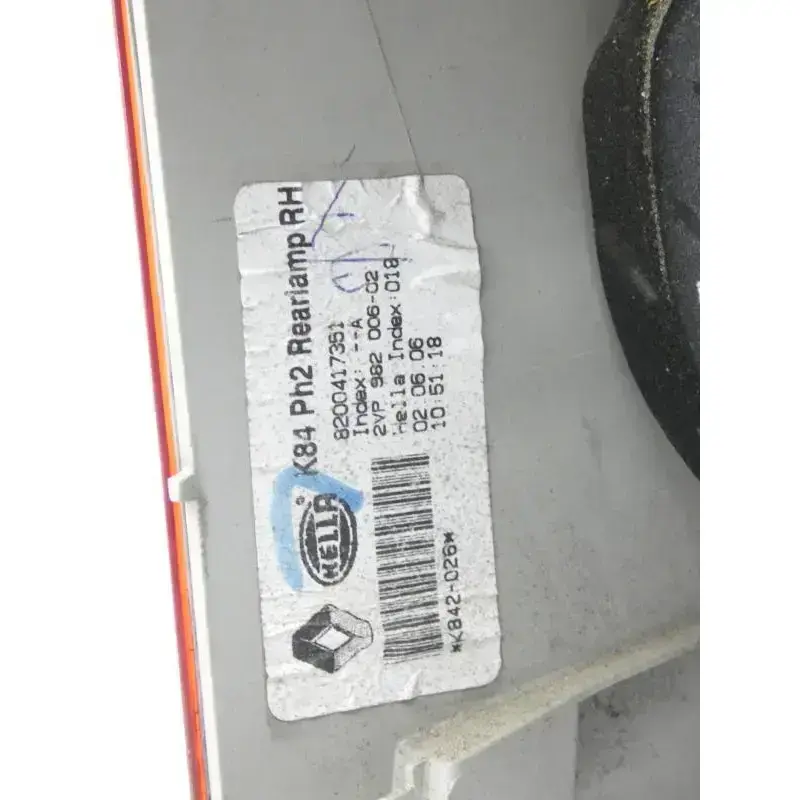 K84 Ph2 Rearlamp RH
8200417351
Index: --A
2VP 982 006-02
Hella Index:018
02.06.06
10:51:18
HELLA
*K842-026*